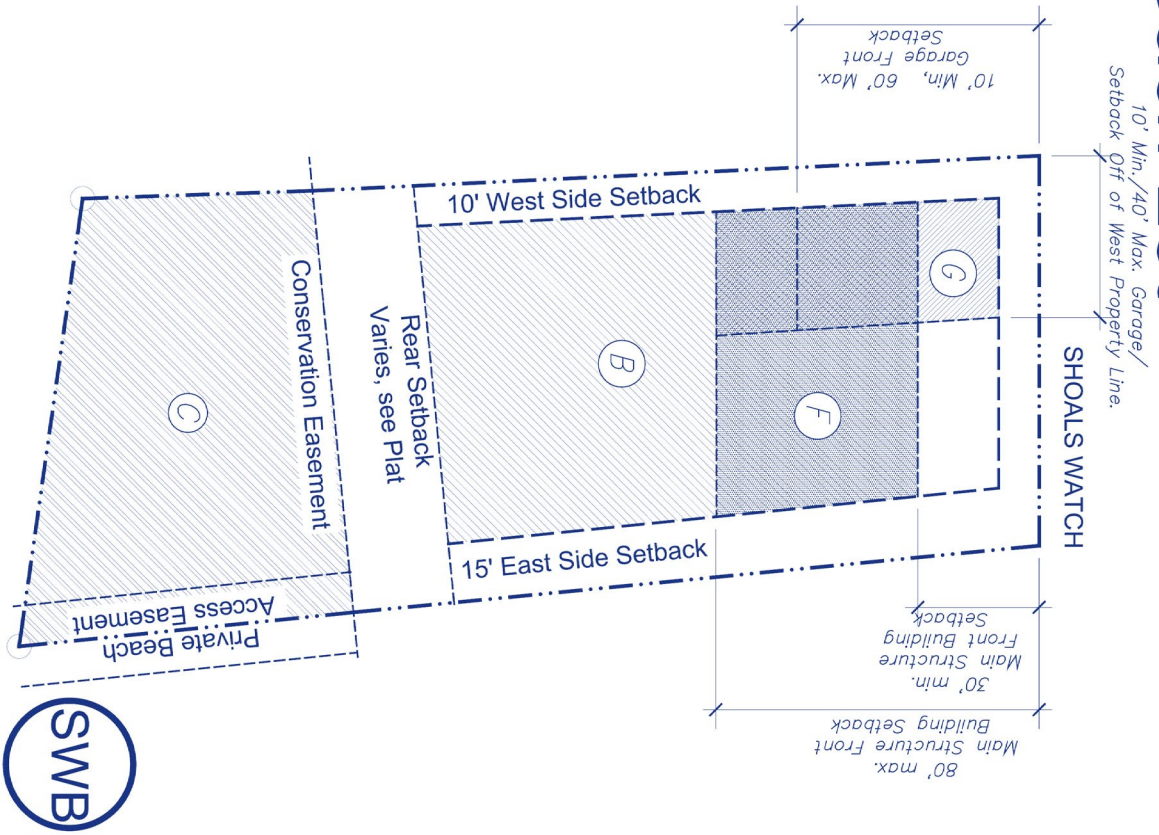 10' Min./40' Max. Garage/
Setback Off of West Property Line.
10' Min, 60' Max.
Garage Front
Setback
SHOALS WATCH
10' West Side Setback
G
F
B
Rear Setback
Varies, see Plat
Conservation Easement
C
15' East Side Setback
Private Beach
Access Easement
30' min.
Main Structure
Front Building
Setback
80' max.
Main Structure Front
Building Setback
SWB